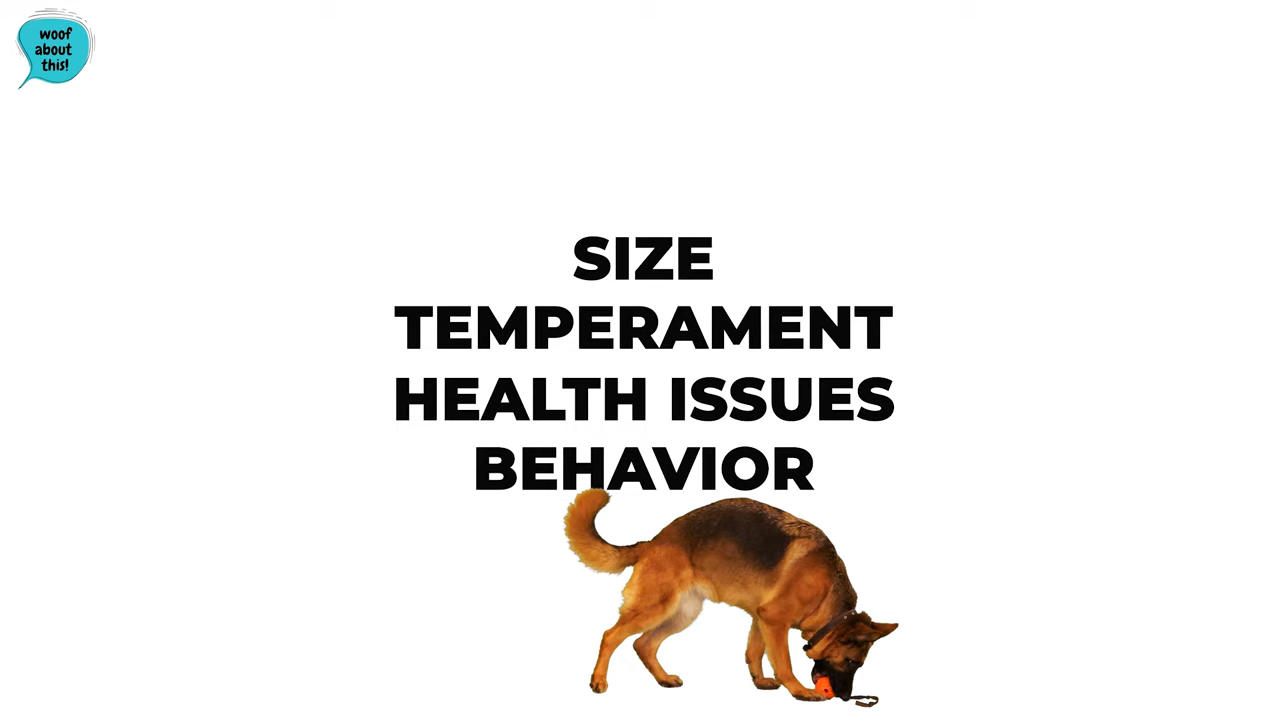 woof
about
this!
SIZE
TEMPERAMENT
HEALTH ISSUES
BEHAVIOR